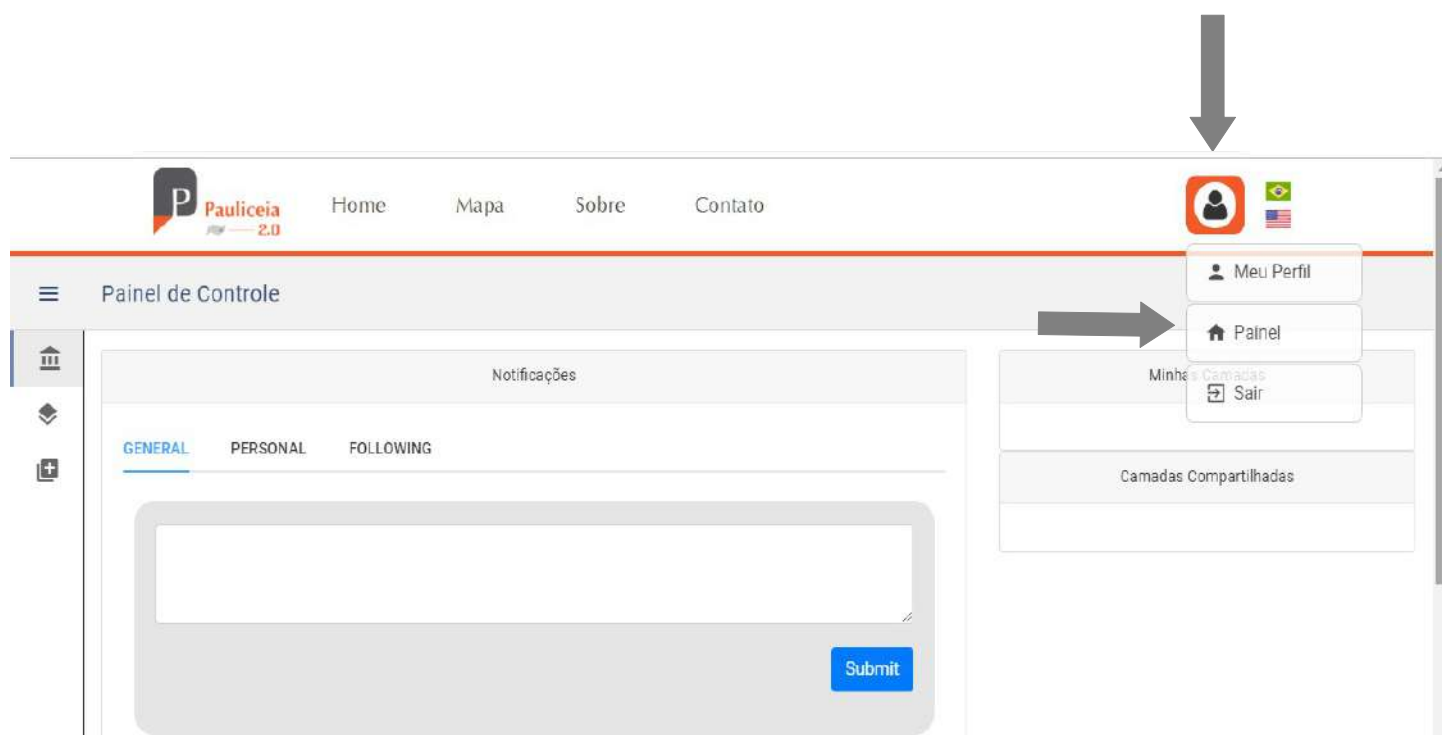 P
Pauliceia
2.0
Home
Mapa
Sobre
Contato
Meu Perfil
Painel de Controle
Painel
Notificações
Minhas Camadas
Sair
GENERAL
PERSONAL
FOLLOWING
Camadas Compartilhadas
Submit